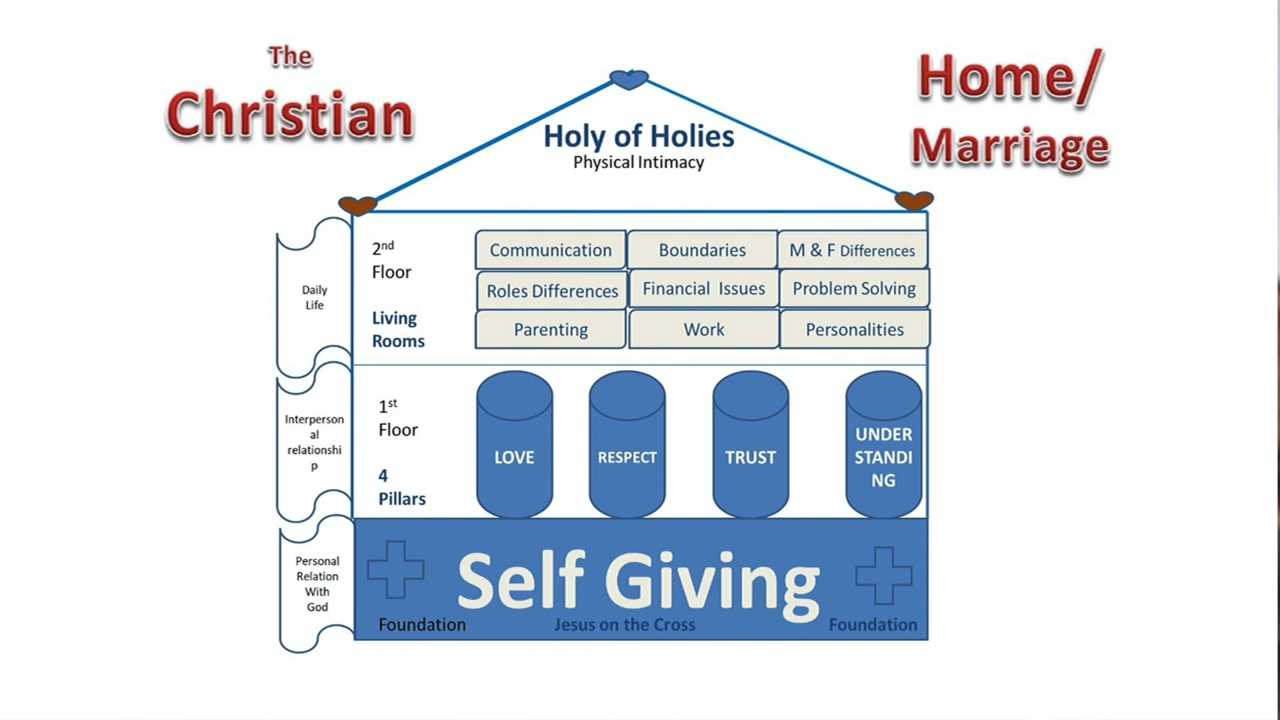 The
Christian
Home/
Marriage
Holy of Holies
Physical Intimacy
Daily
Life
2nd
Floor
Living
Rooms
Communication
Boundaries
M & F Differences
Roles Differences
Financial Issues
Problem Solving
Parenting
Work
Personalities
Interperson
al
relationshi
p
1st
Floor
4
Pillars
LOVE
RESPECT
TRUST
UNDER
STANDI
NG
Personal
Relation
With
God
Self Giving
Foundation
Jesus on the Cross
Foundation